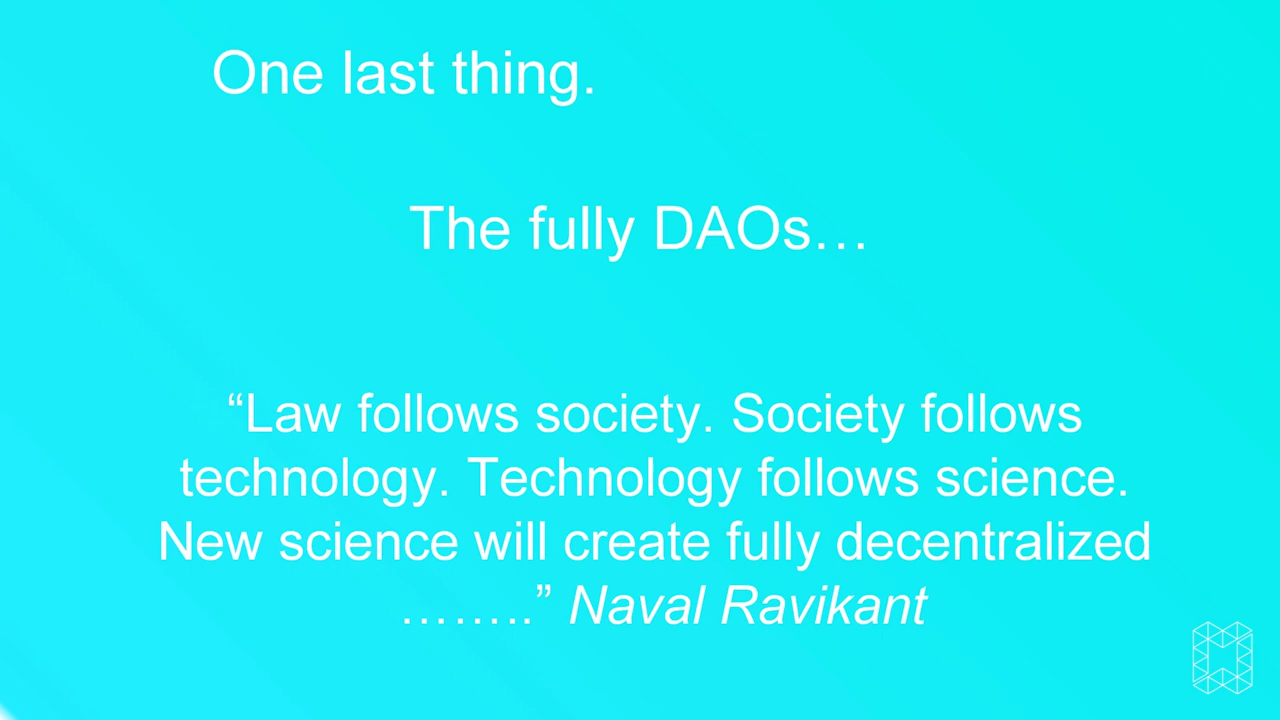 One last thing.
The fully DAOs…
“Law follows society. Society follows
technology. Technology follows science.
New science will create fully decentralized
……..” Naval Ravikant